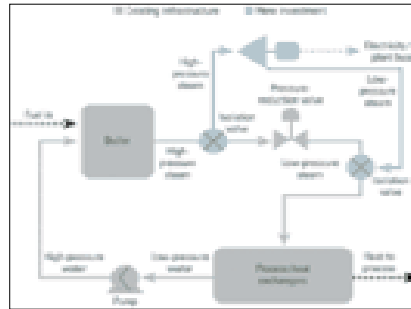 Existing infrastructure
New investment
High-
pressure
steam
Electricity/
plant bus
Low-
pressure
steam
Pressure
reduction valve
Fuel in
Boiler
Isolation
valve
High-
pressure
steam
Low-pressure
steam
Isolation
valve
High-pressure
water
Low-pressure
water
Process heat
exchangers
Heat to
process
Pump